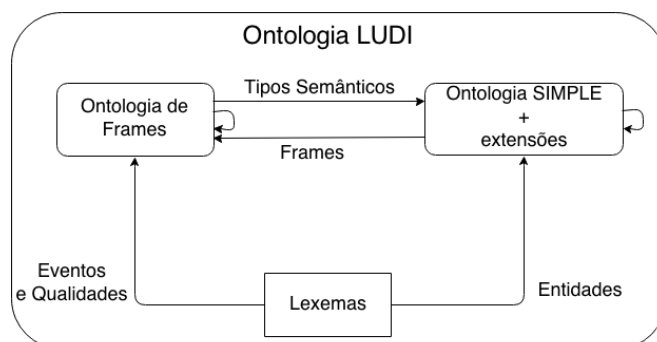 Ontologia LUDI
Tipos Semânticos
Ontologia de
Frames
Ontologia SIMPLE
+
extensões
Frames
Eventos
e Qualidades
Lexemas
Entidades